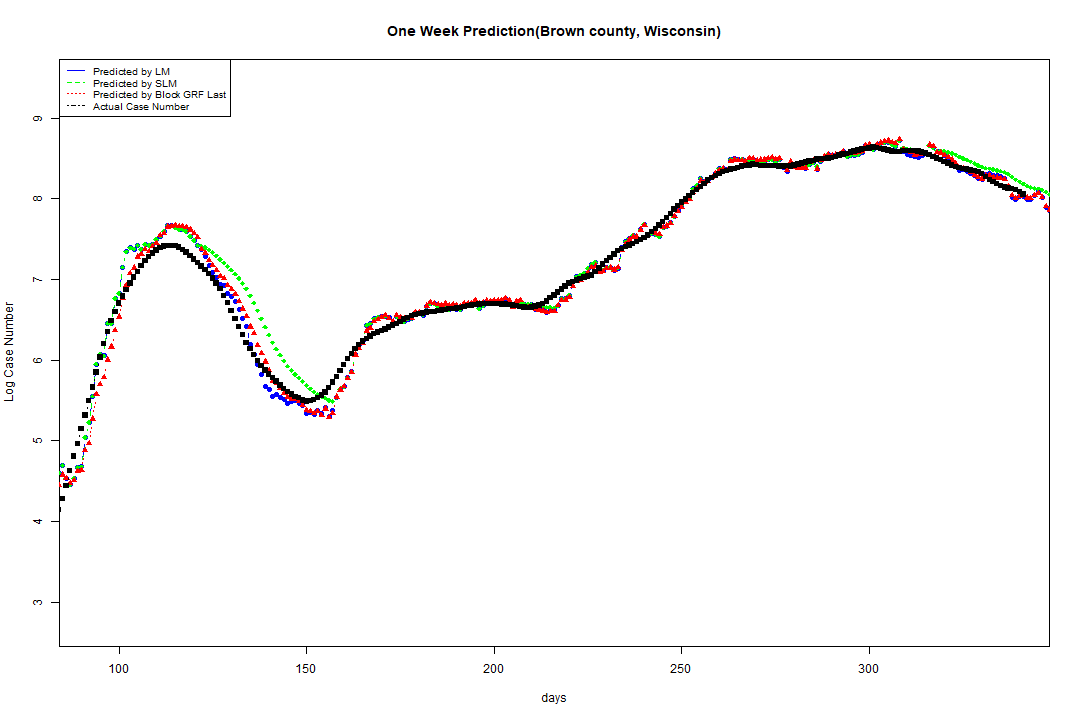 One Week Prediction(Brown county, Wisconsin)
Predicted by LM
Predicted by SLM
Predicted by Block GRF Last
Actual Case Number
9
8
7
6
5
4
3
Log Case Number
100 150 200 250 300
days